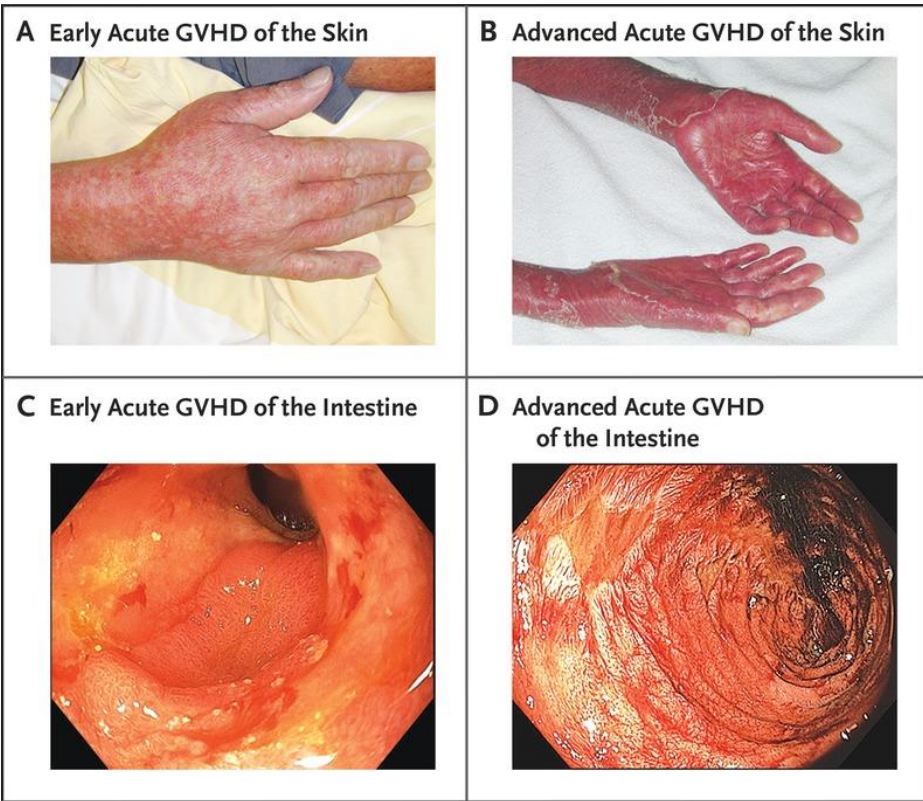 A Early Acute GVHD of the Skin
B Advanced Acute GVHD of the Skin
C Early Acute GVHD of the Intestine
D Advanced Acute GVHD
of the Intestine